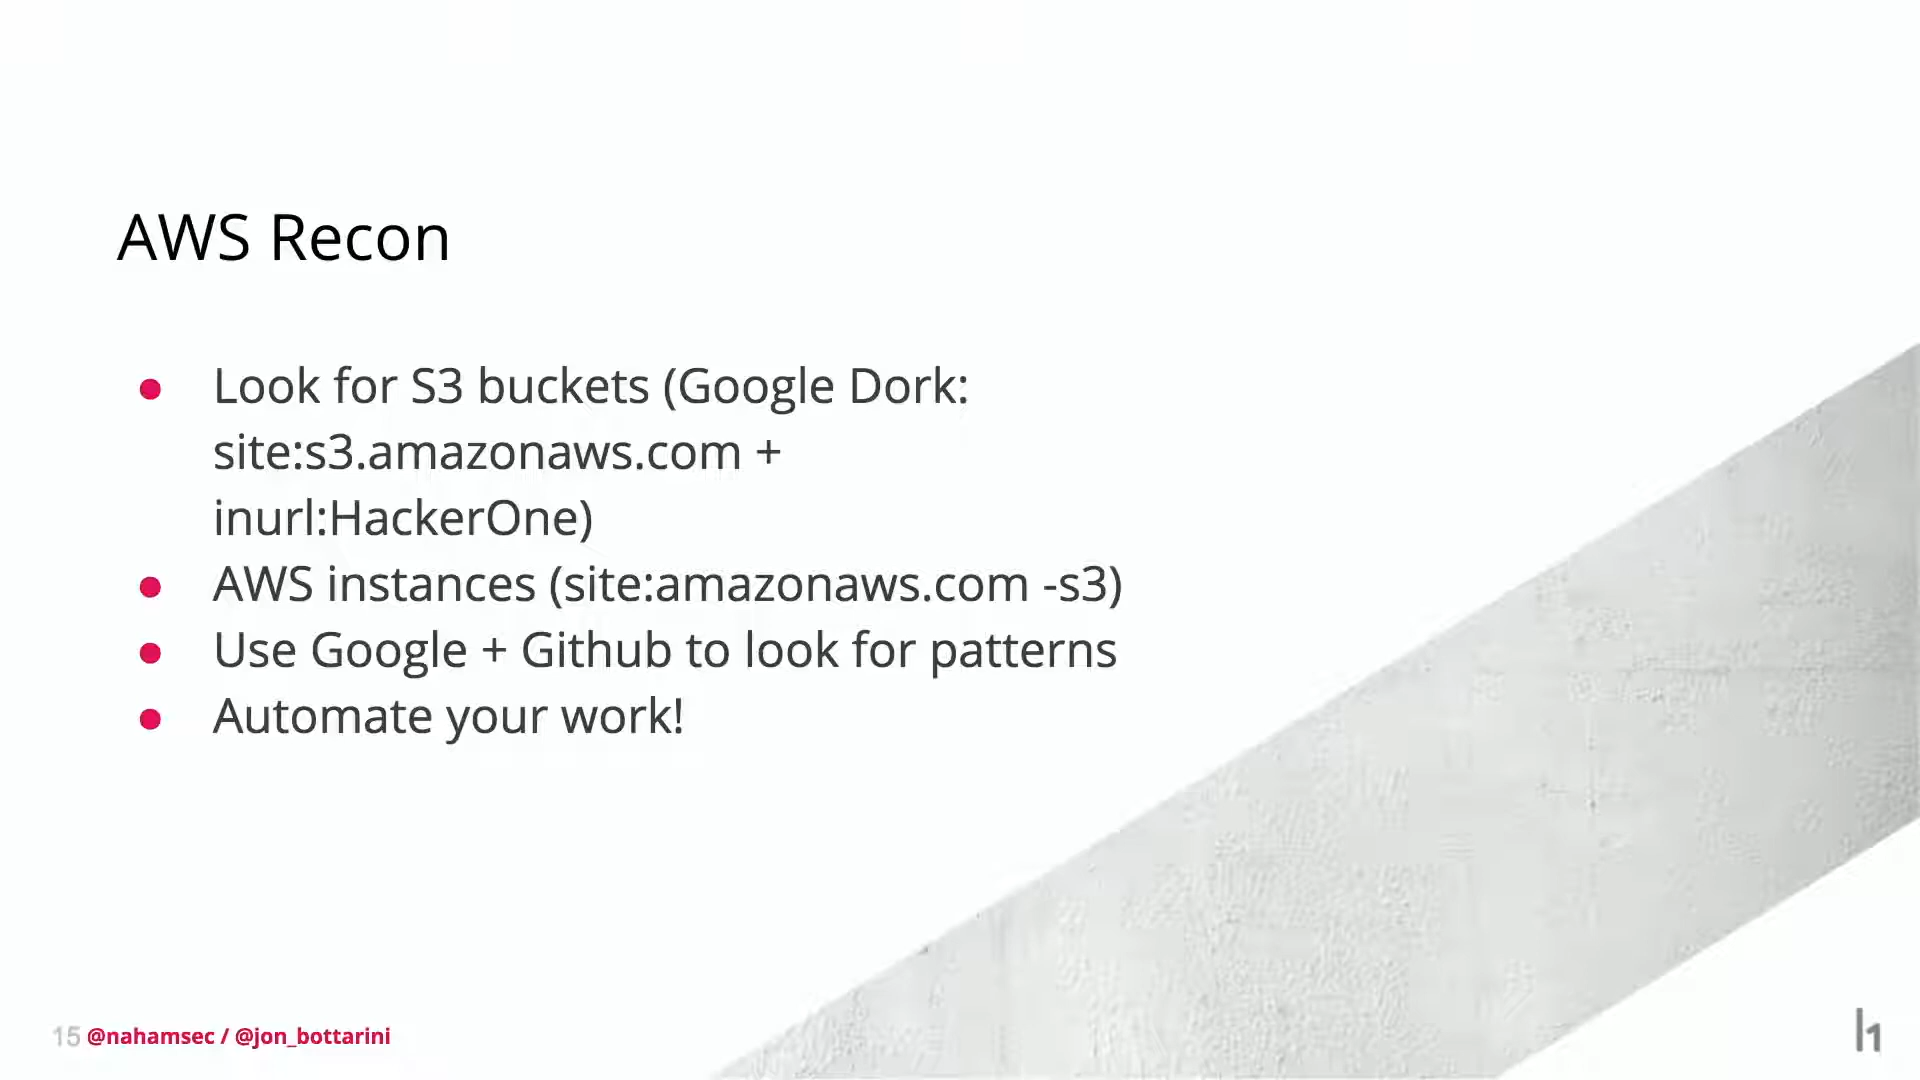 AWS Recon
● Look for S3 buckets (Google Dork:
site:s3.amazonaws.com +
inurl:HackerOne)
● AWS instances (site:amazonaws.com -s3)
● Use Google + Github to look for patterns
● Automate your work!
15 @nahamsec / @jon_bottarini
l1